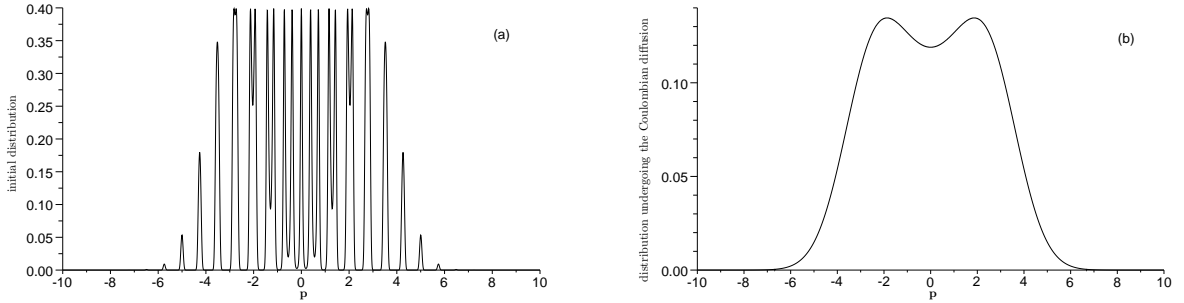 initial distribution
0.40
0.35
0.30
0.25
0.20
0.15
0.10
0.05
0.00
-10 -8 -6 -4 -2 0 2 4 6 8 10
p
(a)
distribution undergoing the Coulombian diffusion
0.10
0.05
0.00
-10 -8 -6 -4 -2 0 2 4 6 8 10
p
(b)